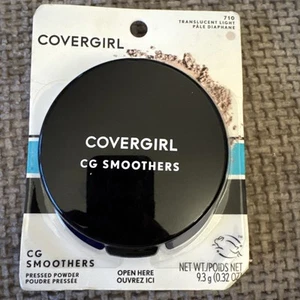 710
TRANSLUCENT LIGHT
PÂLE DIAPHANE
COVERGIRL
COVERGIRL
CG SMOOTHERS
CG
SMOOTHERS
PRESSED POWDER
POUDRE PRESSÉE
OPEN HERE
OUVREZ ICI
NET WT./POIDS NET
9.3 g (0.32 OZ)